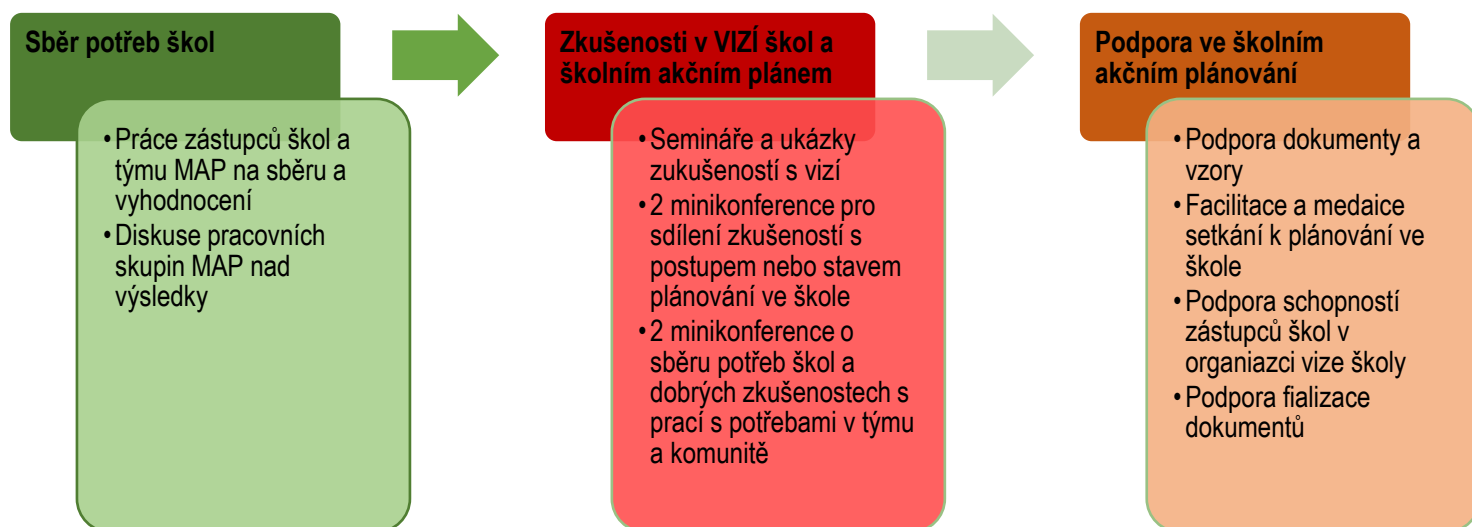 Sběr potřeb škol
• Práce zástupců škol a
týmu MAP na sběru a
vyhodnocení
• Diskuse pracovních
skupin MAP nad
výsledky
Zkušenosti v VIZÍ škol a
školním akčním plánem
• Semináře a ukázky
zukušeností s vizí
• 2 minikonference pro
sdílení zkušeností s
postupem nebo stavem
plánování ve škole
• 2 minikonference o
sběru potřeb škol a
dobrých zkušenostech s
prací s potřebami v týmu
a komunitě
Podpora ve školním
akčním plánování
• Podpora dokumenty a
vzory
• Facilitace a medaice
setkání k plánování ve
škole
• Podpora schopností
zástupců škol v
organiazci vize školy
• Podpora fializace
dokumentů